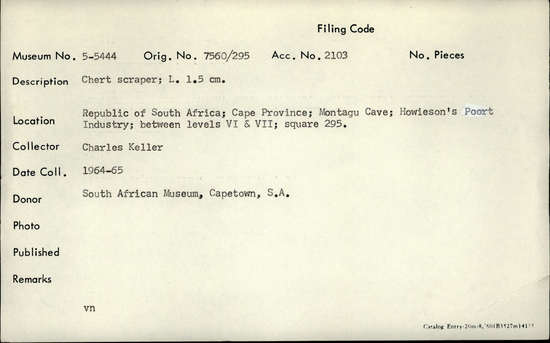 Filing Code
Museum No. 5-5444 Orig. No. 7560/295 Acc. No. 2103 No. Pieces
Description Chert scraper; L. 1.5 cm.
Location Republic of South Africa; Cape Province; Montagu Cave; Howieson's Poort
Industry; between levels VI & VII; square 295.
Collector Charles Keller
Date Coll. 1964-65
Donor South African Museum, Capetown, S.A.
Photo
Published
Remarks
vn
Catalog Entry